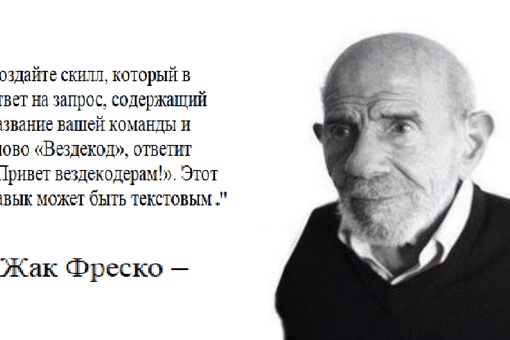 оздайте скилл, который в
твет на запрос, содержащий
азвание вашей команды и
лово «Вездекод», ответит
Привет вездекодерам!». Этот
авык может быть текстовым."
Жак Фреско –